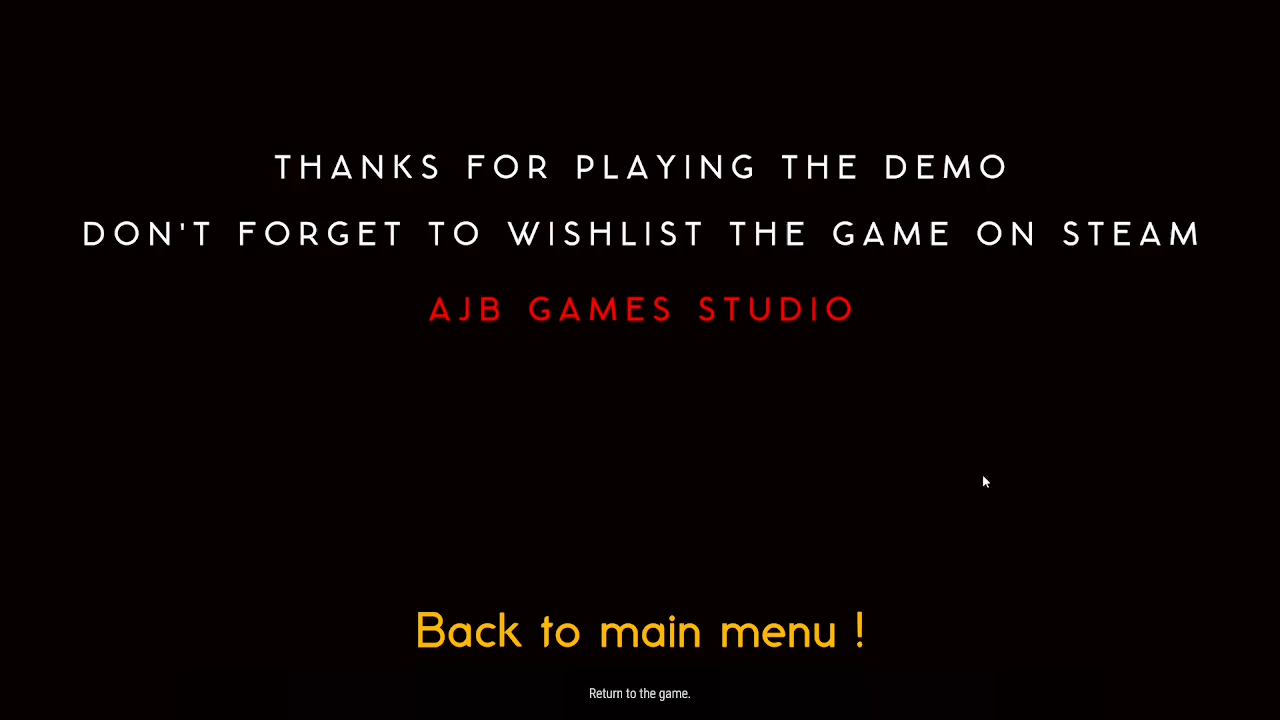 THANKS FOR PLAYING THE DEMO
DON'T FORGET TO WISHLIST THE GAME ON STEAM
AJB GAMES STUDIO
Back to main menu !
Return to the game.